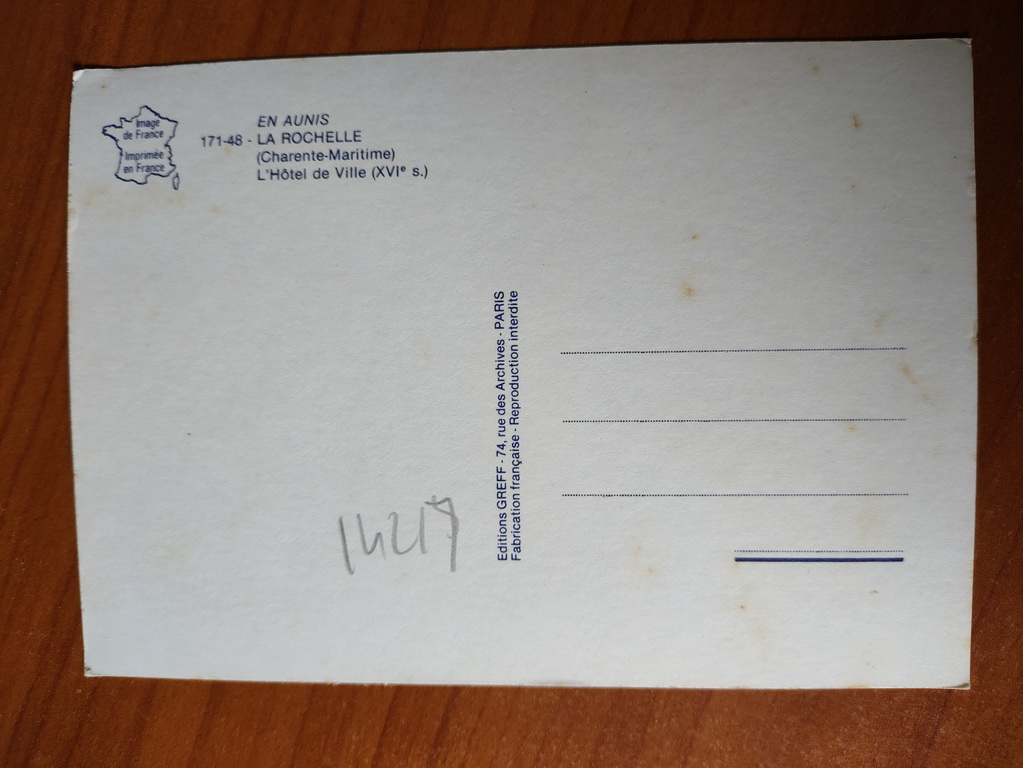 Image
de France
Imprimée
en France
EN AUNIS
171-48 - LA ROCHELLE
(Charente-Maritime)
L'Hôtel de Ville (XVIe s.)
Editions GREFF - 74, rue des Archives - PARIS
Fabrication française - Reproduction interdite
14217